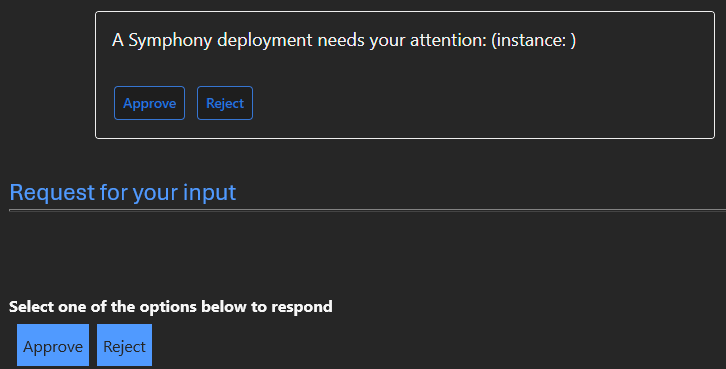 A Symphony deployment needs your attention: (instance: )
Approve Reject
Request for your input
Select one of the options below to respond
Approve Reject